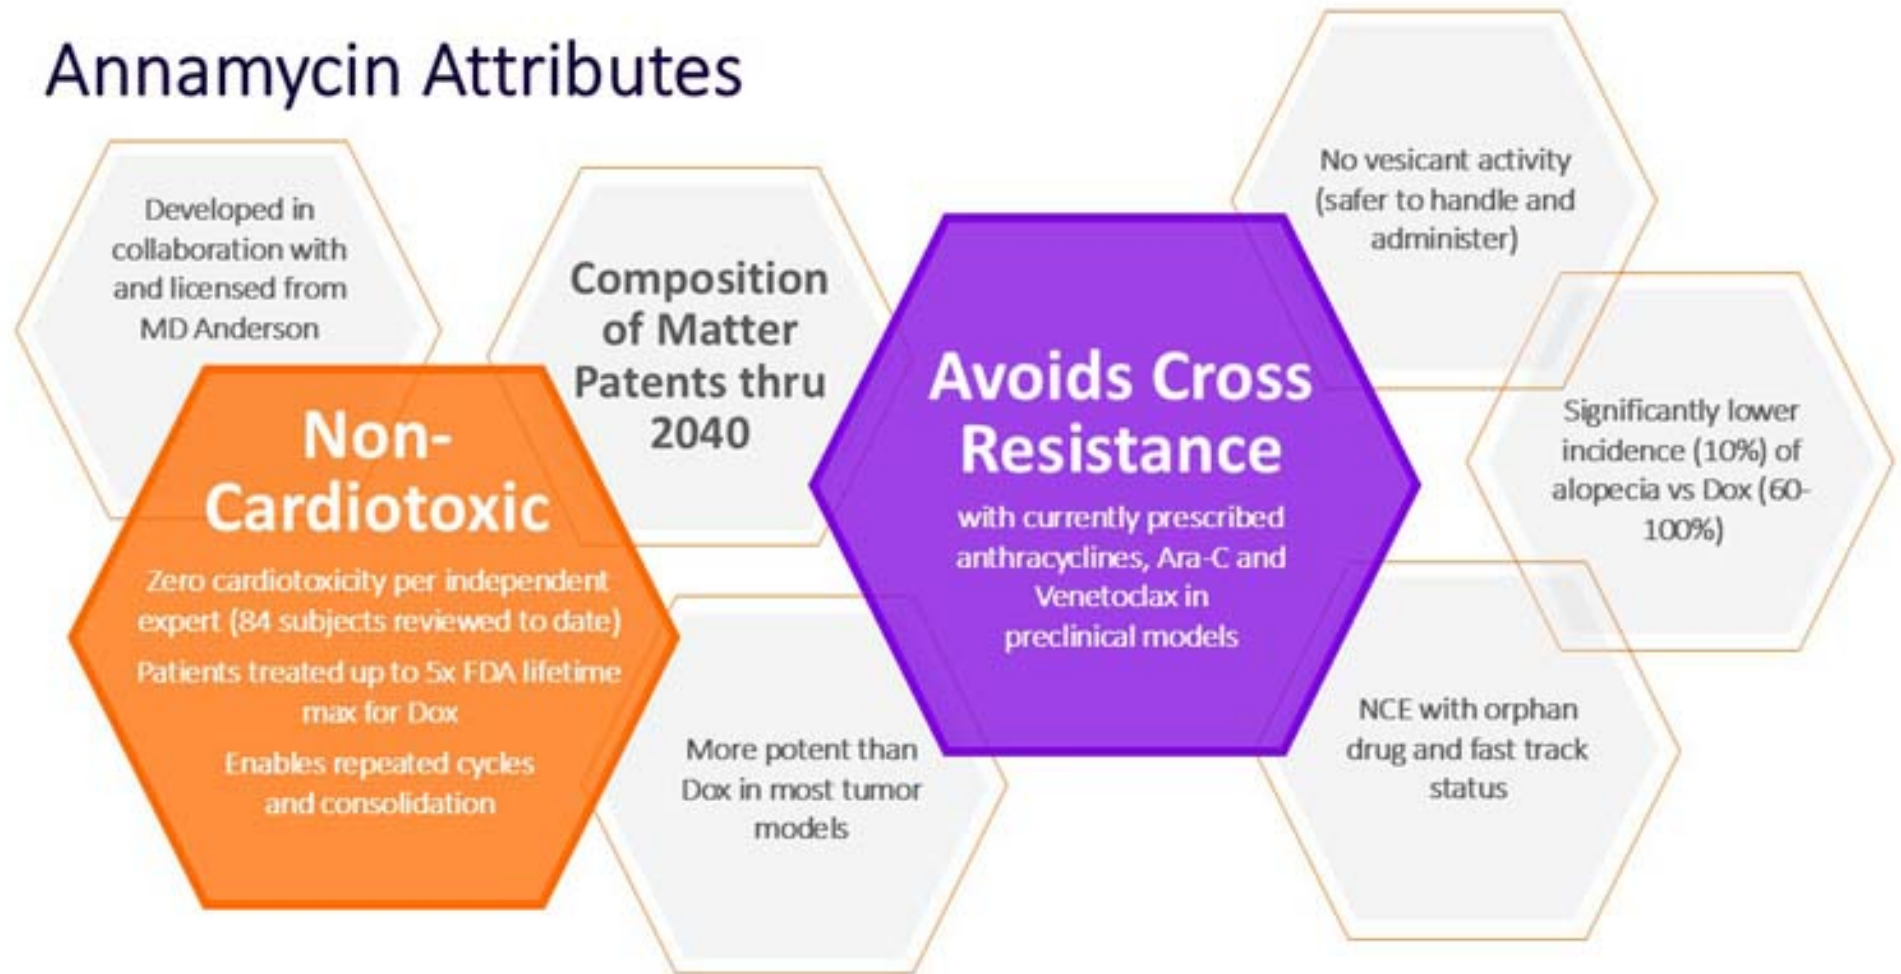 Annamycin Attributes
Developed in
collaboration with
and licensed from
MD Anderson
Non-
Cardiotoxic
Zero cardiotoxicity per independent
expert (84 subjects reviewed to date)
Patients treated up to 5x FDA lifetime
max for Dox
Enables repeated cycles
and consolidation
Composition
of Matter
Patents thru
2040
More potent than
Dox in most tumor
models
Avoids Cross
Resistance
with currently prescribed
anthracyclines, Ara-C and
Venetoclax in
preclinical models
No vesicant activity
(safer to handle and
administer)
Significantly lower
incidence (10%) of
alopecia vs Dox (60-
100%)
NCE with orphan
drug and fast track
status